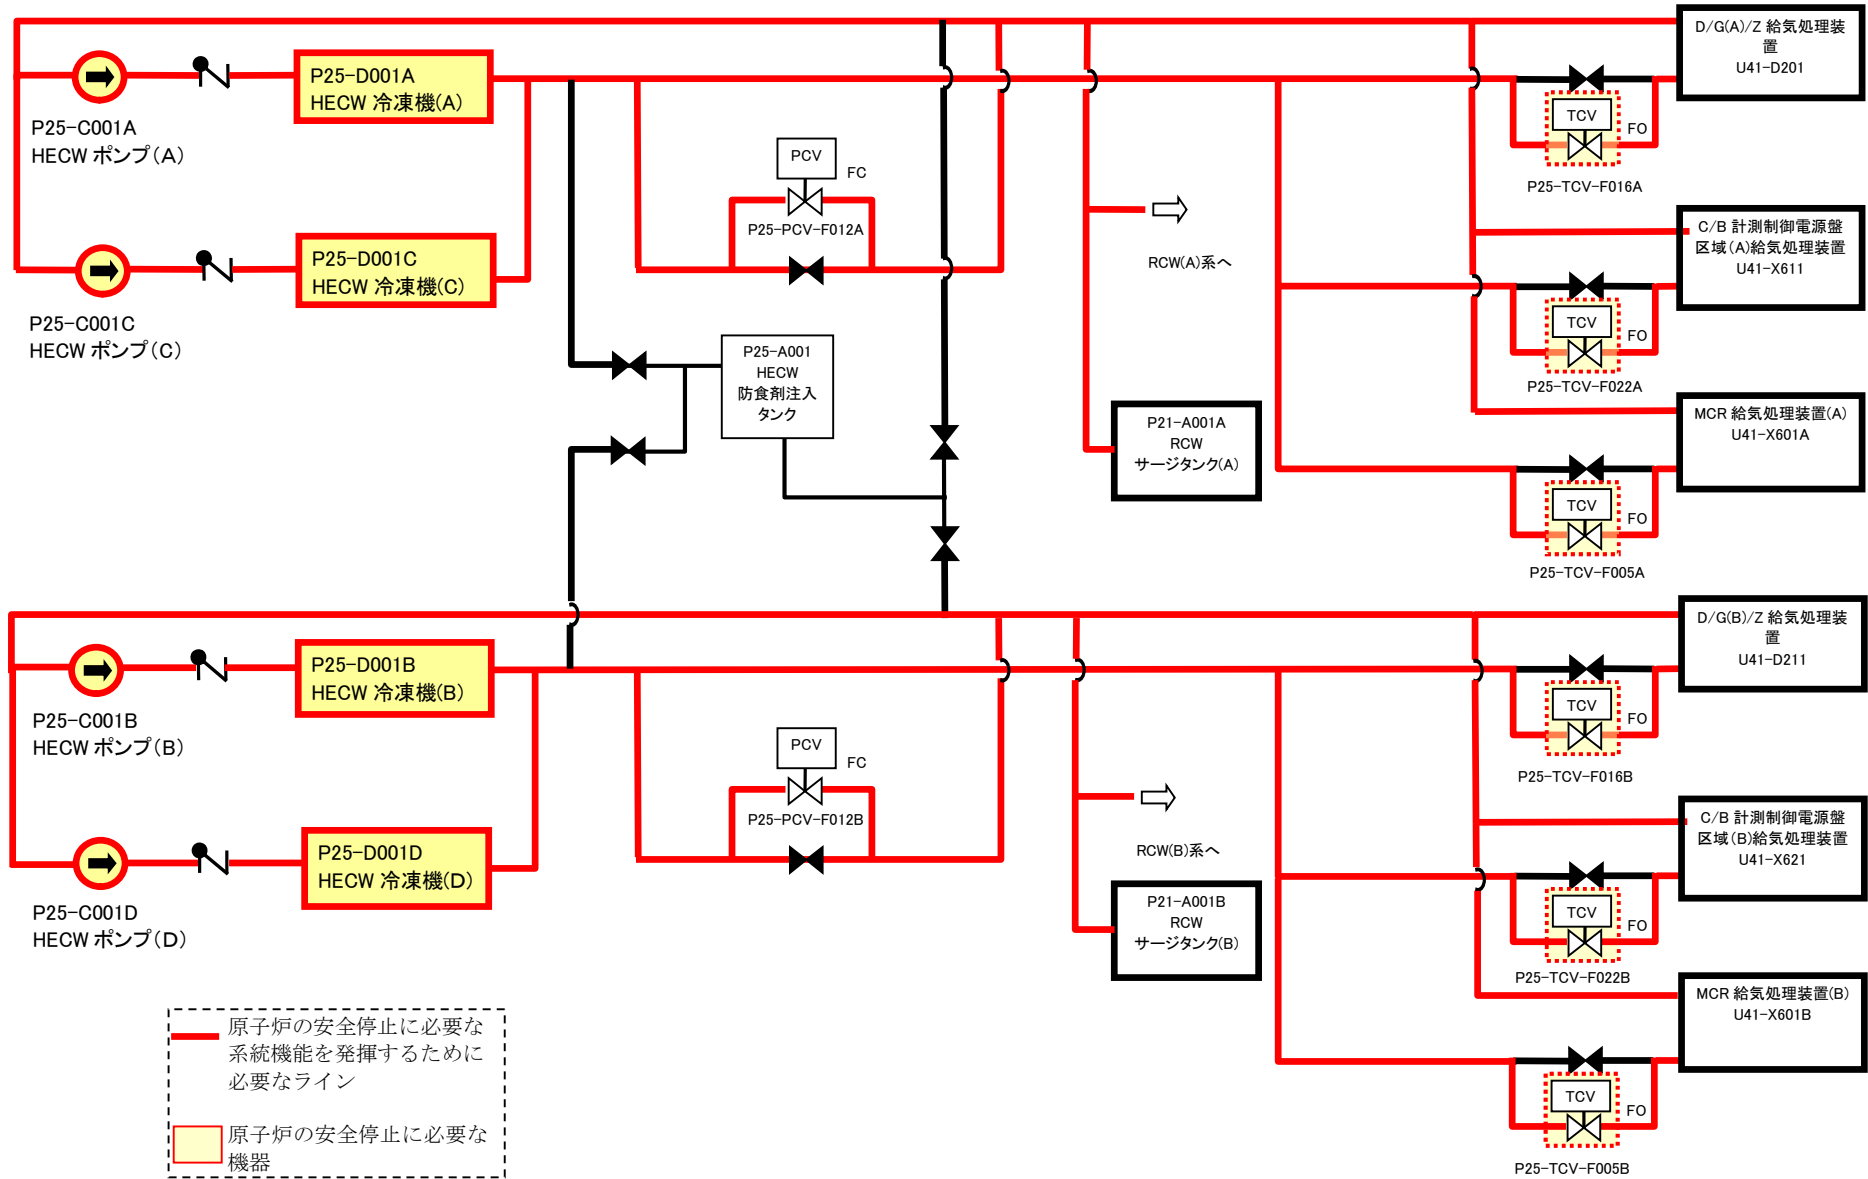 D/G(A)/Z 給気処理装
置
U41-D201
P25-D001A
HECW 冷凍機(A)
P25-C001A
HECW ポンプ(A)
TCV
FO
P25-TCV-F016A
PCV
FC
P25-PCV-F012A
RCW(A)系へ
C/B 計測制御電源盤
区域(A)給気処理装置
U41-X611
P25-D001C
HECW 冷凍機(C)
P25-C001C
HECW ポンプ(C)
TCV
FO
P25-TCV-F022A
P25-A001
HECW
防食剤注入
タンク
P21-A001A
RCW
サージタンク(A)
MCR 給気処理装置(A)
U41-X601A
TCV
FO
P25-TCV-F005A
D/G(B)/Z 給気処理装
置
U41-D211
P25-D001B
HECW 冷凍機(B)
P25-C001B
HECW ポンプ(B)
TCV
FO
P25-TCV-F016B
PCV
FC
P25-PCV-F012B
RCW(B)系へ
C/B 計測制御電源盤
区域(B)給気処理装置
U41-X621
P25-D001D
HECW 冷凍機(D)
P25-C001D
HECW ポンプ(D)
TCV
FO
P25-TCV-F022B
P21-A001B
RCW
サージタンク(B)
MCR 給気処理装置(B)
U41-X601B
TCV
FO
P25-TCV-F005B
原子炉の安全停止に必要な
系統機能を発揮するために
必要なライン
原子炉の安全停止に必要な
機器